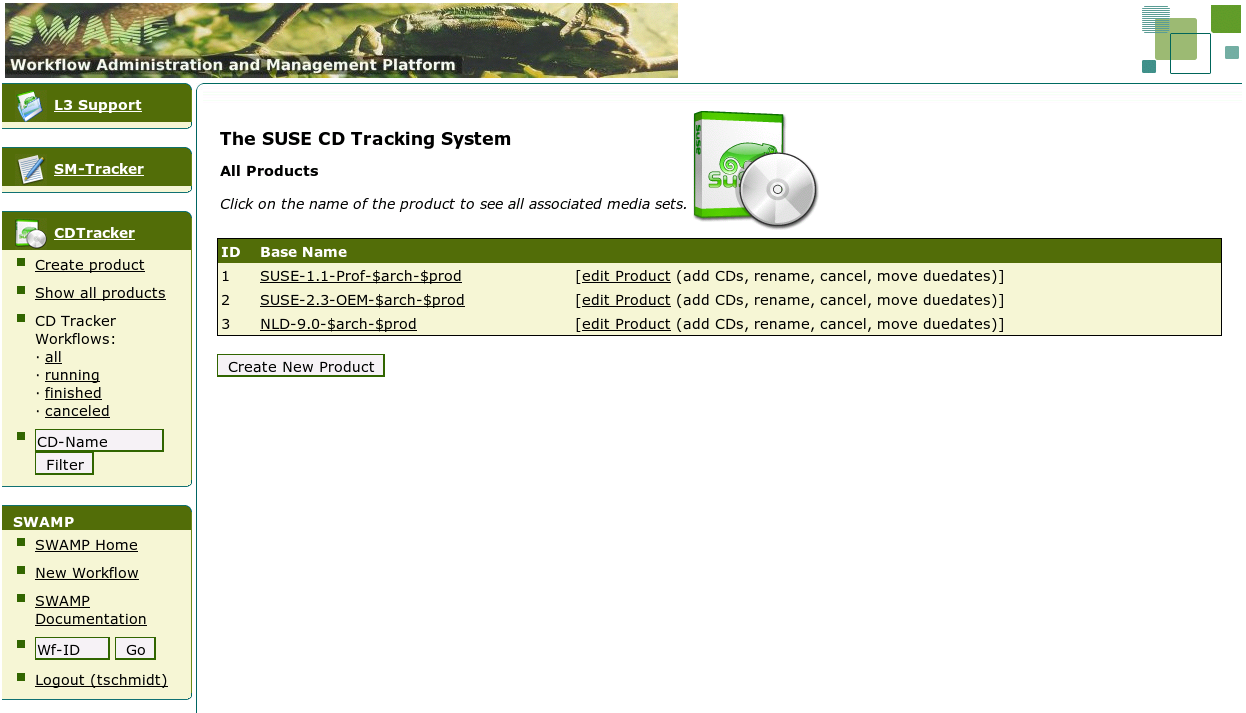 SWAMP
Workflow Administration and Management Platform
L3 Support
SM-Tracker
CDTracker
Create product
Show all products
CD Tracker
Workflows:
· all
· running
· finished
· canceled
CD-Name
Filter
SWAMP
SWAMP Home
New Workflow
SWAMP
Documentation
Wf-ID Go
Logout (tschmidt)
The SUSE CD Tracking System
All Products
Click on the name of the product to see all associated media sets.
suse
SuS
ID Base Name
1 SUSE-1.1-Prof-$arch-$prod [edit Product (add CDs, rename, cancel, move duedates)]
2 SUSE-2.3-OEM-$arch-$prod [edit Product (add CDs, rename, cancel, move duedates)]
3 NLD-9.0-$arch-$prod [edit Product (add CDs, rename, cancel, move duedates)]
Create New Product